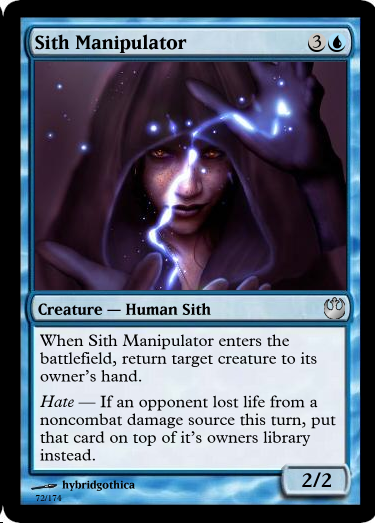 Sith Manipulator 3
Creature — Human Sith
When Sith Manipulator enters the
battlefield, return target creature to its
owner's hand.
Hate — If an opponent lost life from a
noncombat damage source this turn, put
that card on top of it's owners library
instead.
2/2
hybridgothica
72/174